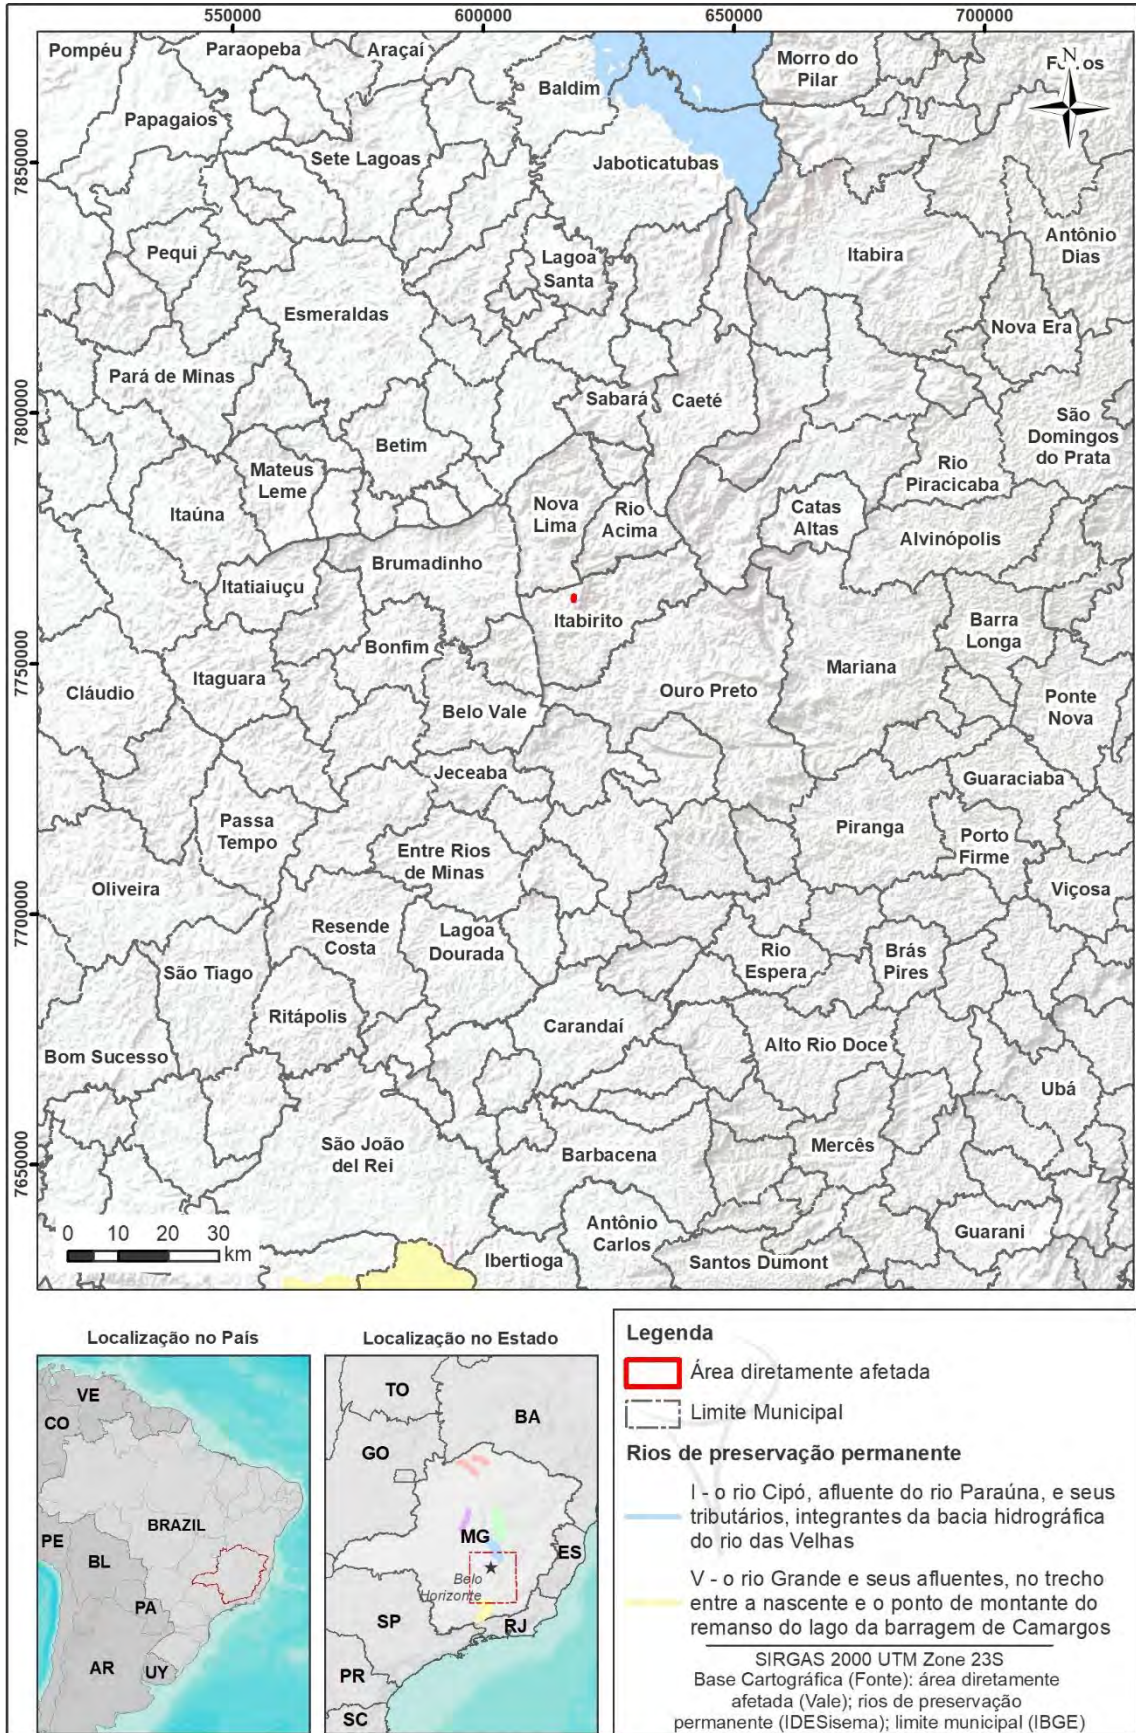 550000
600000
650000
700000
Pompéu
Paraopeba
Araçaí
Morro do
Pilar
N
Baldim
Papagaios
Sete Lagoas
Jaboticatubas
7850000
Pequi
Lagoa
Santa
Itabira
Antônio
Dias
Esmeraldas
Nova Era
Pará de Minas
Sabará
Caeté
7800000
São
Domingos
do Prata
Betim
Mateus
Leme
Rio
Piracicaba
Itaúna
Nova
Lima
Rio
Acima
Catas
Altas
Alvinópolis
Brumadinho
Itatiaiuçu
Itabirito
Barra
Longa
Bonfim
Mariana
7750000
Itaguara
Cláudio
Ouro Preto
Ponte
Nova
Belo Vale
Jeceaba
Guaraciaba
Passa
Tempo
Piranga
Porto
Firme
Entre Rios
de Minas
Oliveira
Viçosa
7700000
Resende
Costa
Lagoa
Dourada
Rio
Espera
Brás
Pires
São Tiago
Ritápolis
Carandaí
Alto Rio Doce
Bom Sucesso
Ubá
São João
del Rei
Barbacena
Mercês
7650000
Antônio
Carlos
Guarani
0 10 20 30
km
Ibertioga
Santos Dumont
Localização no País
VE
CO
BRAZIL
PE
BL
PA
AR
UY
Localização no Estado
TO
BA
GO
MG
ES
Belo
Horizonte
SP
RJ
PR
SC
Legenda
Área diretamente afetada
Limite Municipal
Rios de preservação permanente
I - o rio Cipó, afluente do rio Paraúna, e seus
tributários, integrantes da bacia hidrográfica
do rio das Velhas
V - o rio Grande e seus afluentes, no trecho
entre a nascente e o ponto de montante do
remanso do lago da barragem de Camargos
SIRGAS 2000 UTM Zone 23S
Base Cartográfica (Fonte): área diretamente
afetada (Vale); rios de preservação
permanente (IDESisema); limite municipal (IBGE)